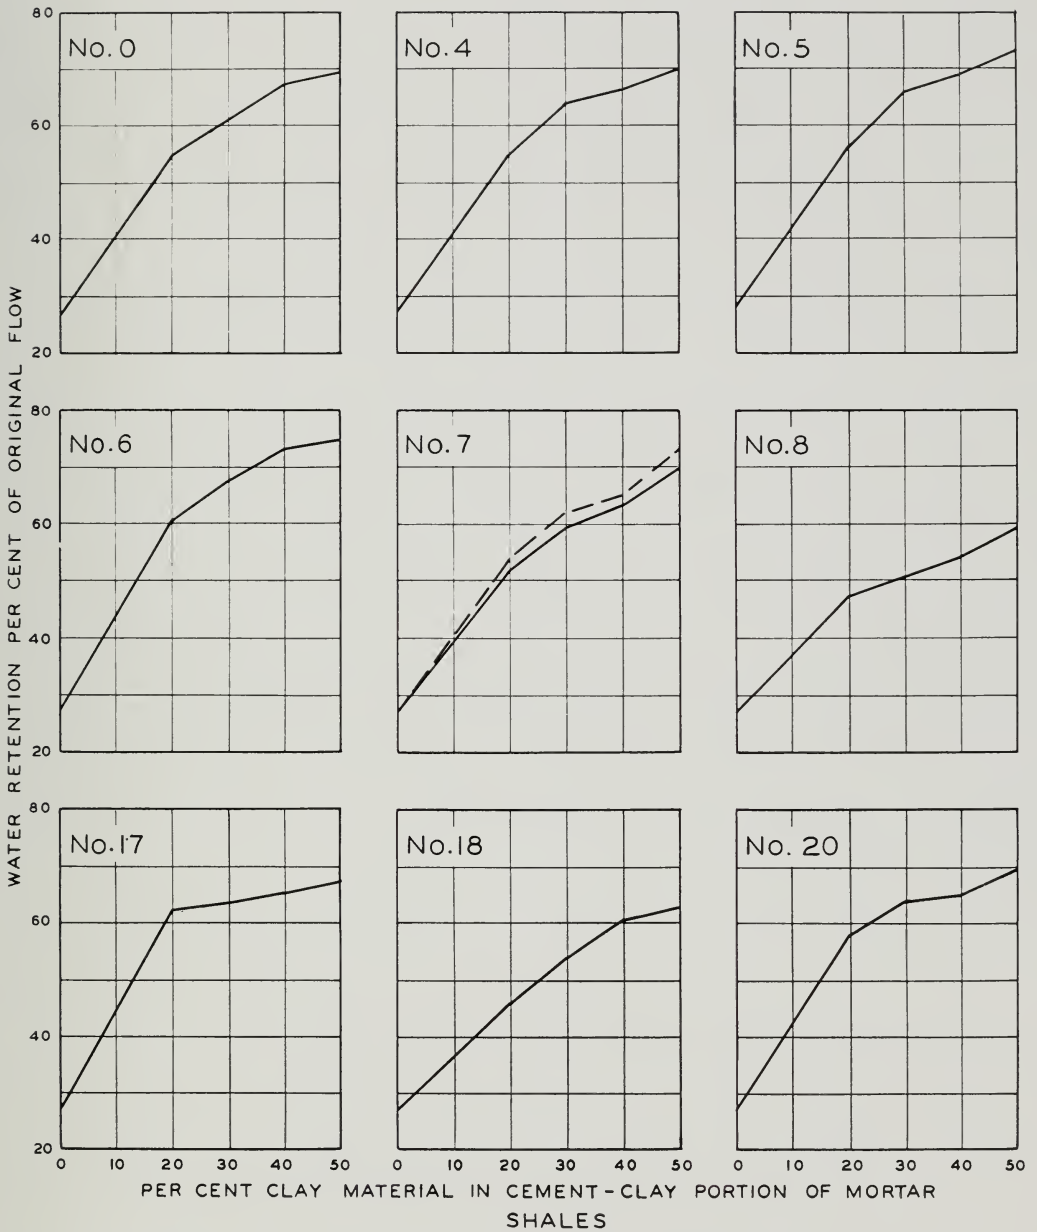 WATER RETENTION PER CENT OF ORIGINAL FLOW
80
60
40
20
No. 0
No. 4
No. 5
80
60
40
20
No. 6
No. 7
No. 8
80
60
40
20
No. 17
No. 18
No. 20
0 10 20 30 40 50
0 10 20 30 40 50
0 10 20 30 40 50
PER CENT CLAY MATERIAL IN CEMENT-CLAY PORTION OF MORTAR
SHALES